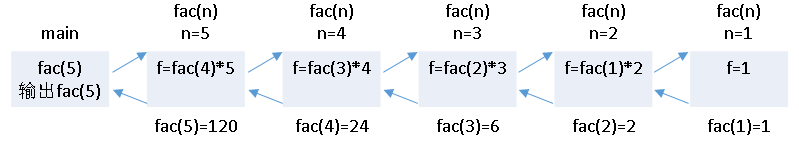 fac(n) fac(n) fac(n) fac(n) fac(n)
main n=5 n=4 n=3 n=2 n=1
fac(5) f=fac(4)*5 f=fac(3)*4 f=fac(2)*3 f=fac(1)*2 f=1
输出fac(5)
fac(5)=120 fac(4)=24 fac(3)=6 fac(2)=2 fac(1)=1